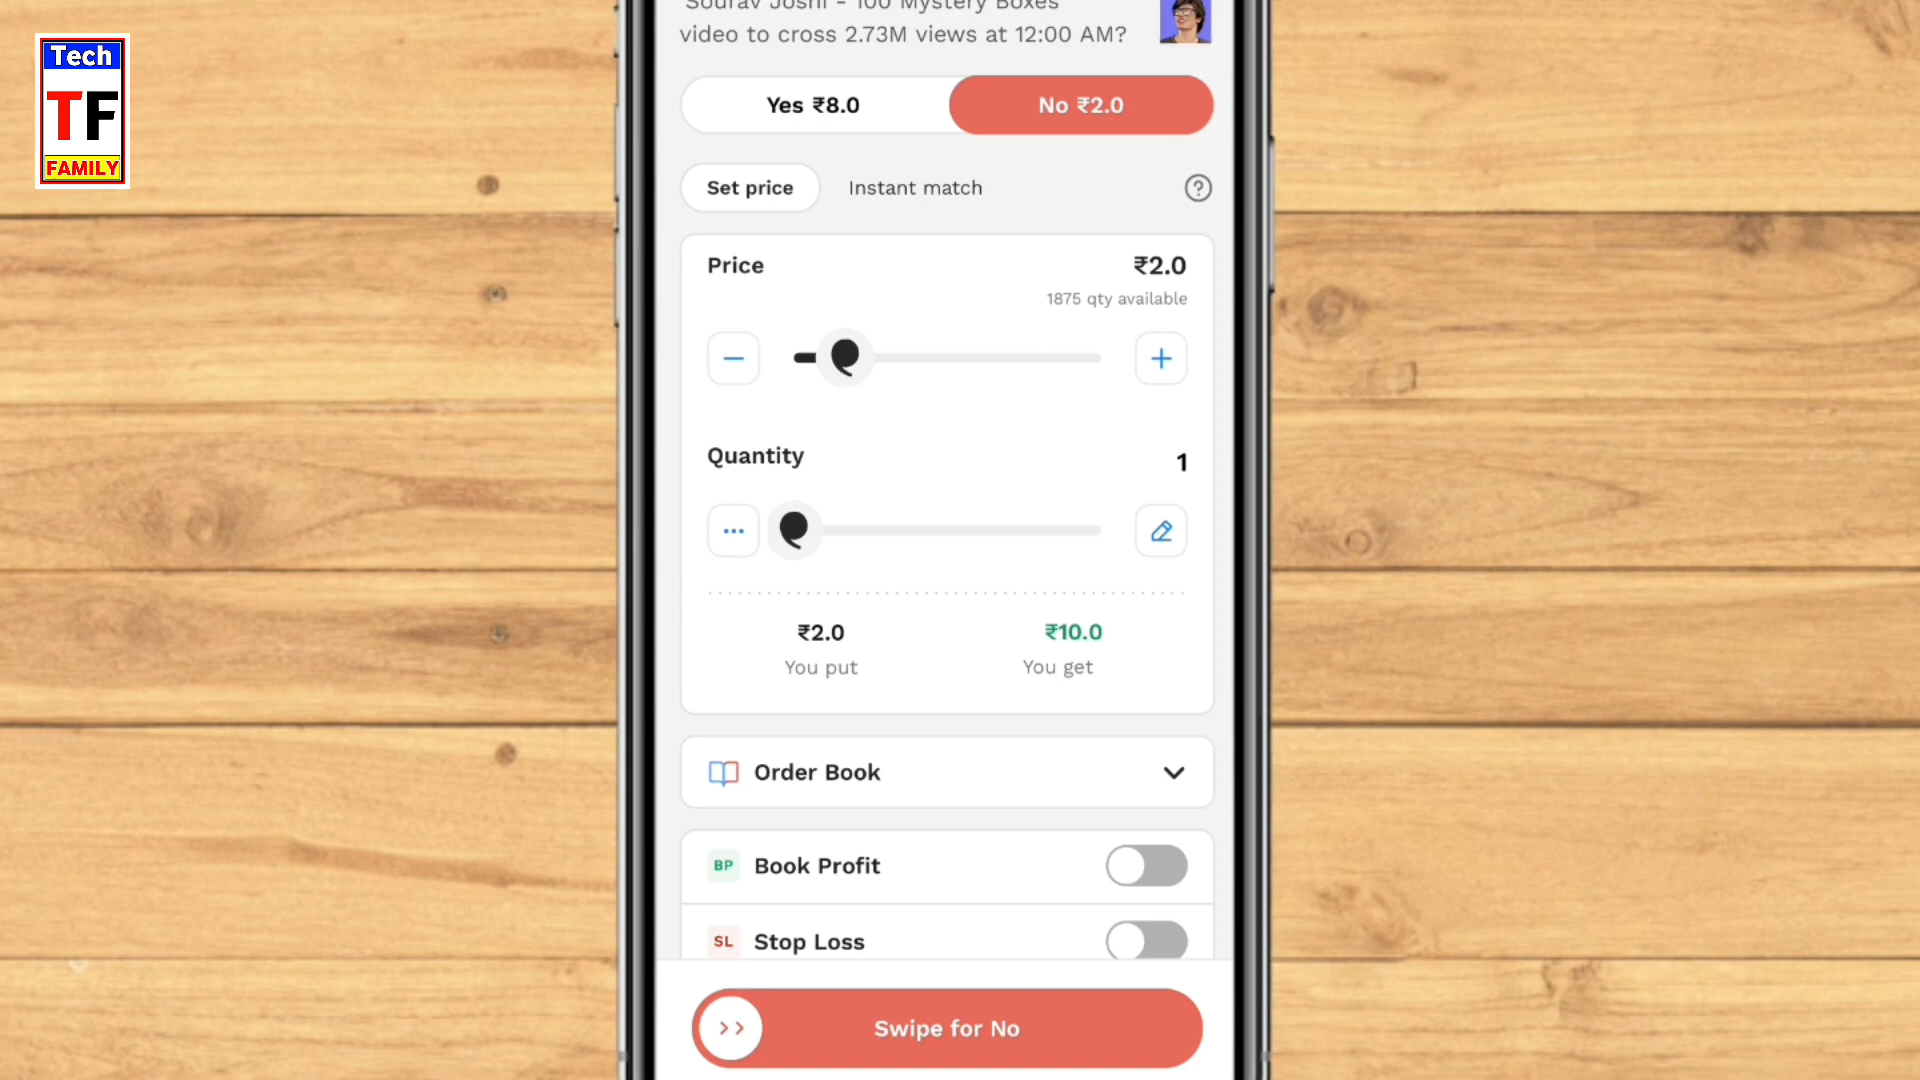 Tech
TF
FAMILY
Sourav Joshi - 100 Mystery Boxes
video to cross 2.73M views at 12:00 AM?
Yes ₹8.0
No ₹2.0
Set price
Instant match
?
Price
₹2.0
1875 qty available
Quantity
1
₹2.0
₹10.0
You put
You get
Order Book
BP
Book Profit
SL
Stop Loss
Swipe for No